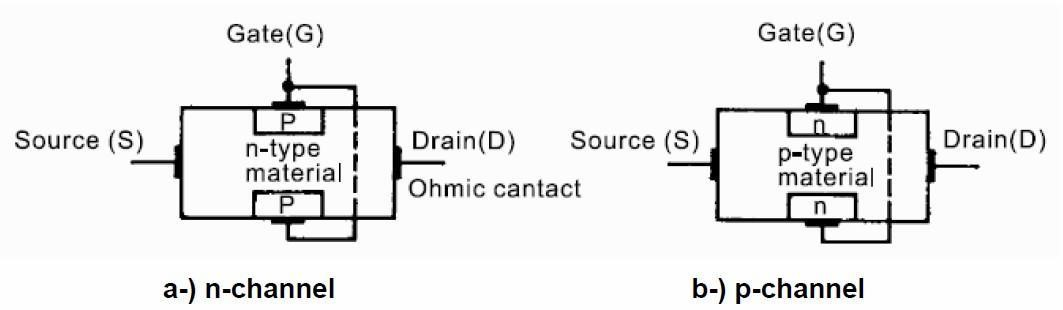 Gate(G)
Source (S)
P
n-type
material
P
Drain(D)
Ohmic cantact
a-) n-channel
Gate(G)
Source (S)
n
p-type
material
n
Drain(D)
b-) p-channel